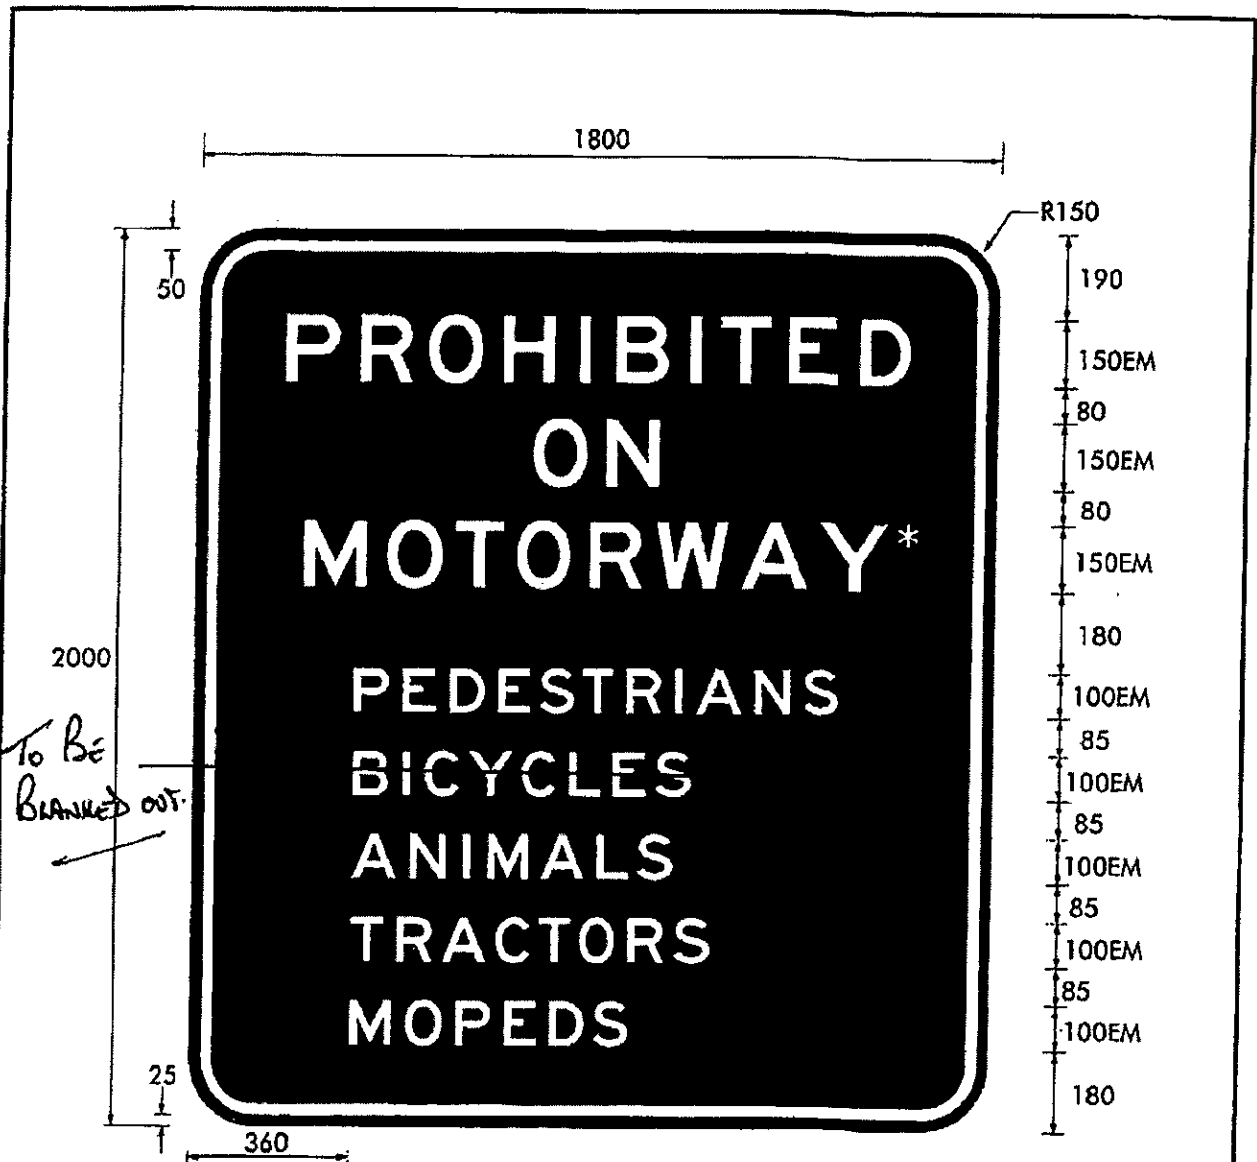 1800
R150
50
190
PROHIBITED
150EM
80
ON
150EM
80
MOTORWAY*
150EM
180
2000
PEDESTRIANS
100EM
85
To BE
BLANKED OUT.
BICYCLES
100EM
85
ANIMALS
100EM
85
TRACTORS
100EM
85
MOPEDS
100EM
25
180
360